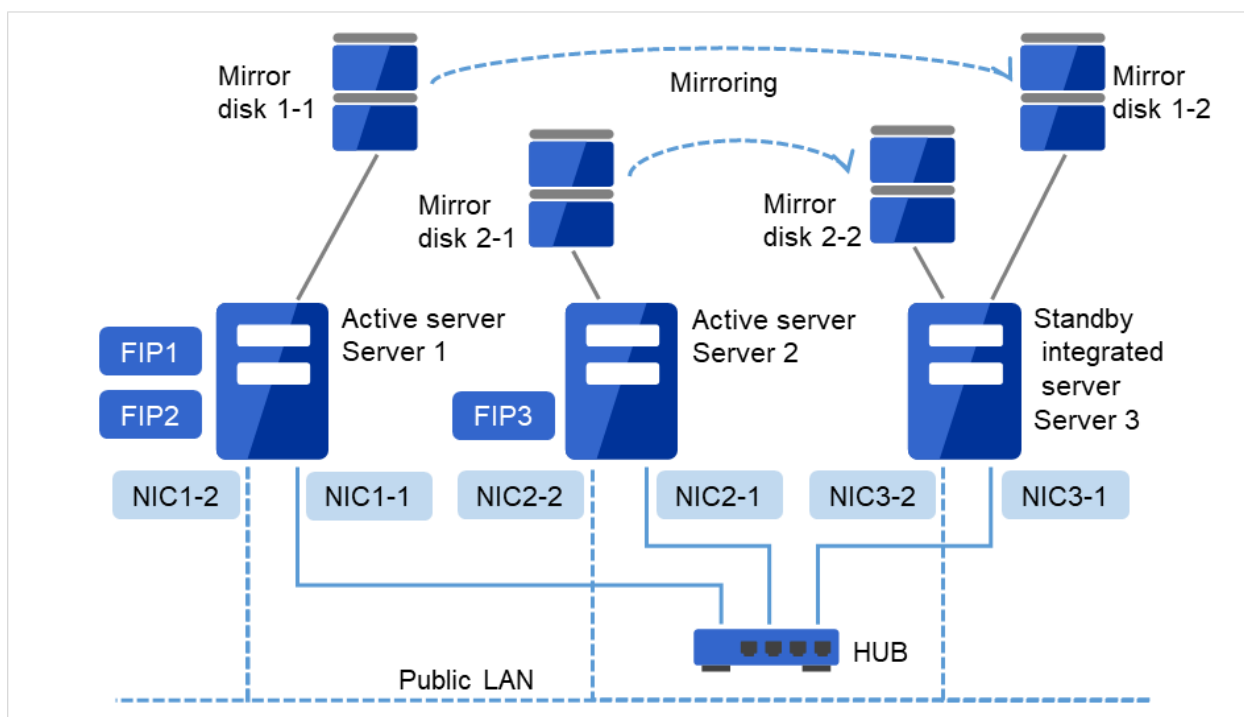 Mirror
disk 1-1
Mirroring
Mirror
disk 1-2
Mirror
disk 2-1
Mirror
disk 2-2
FIP1
FIP2
Active server
Server 1
FIP3
Active server
Server 2
Standby
integrated
server
Server 3
NIC1-2
NIC1-1
NIC2-2
NIC2-1
NIC3-2
NIC3-1
HUB
Public LAN